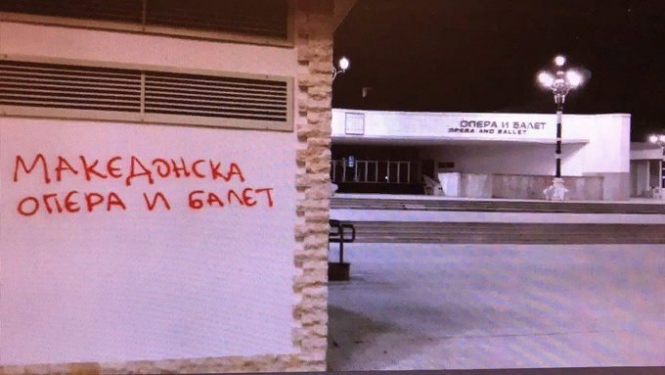 МАКЕДОНСКА
ОПЕРА И БАЛЕТ
ОПЕРА И БАЛЕТ
OPERA AND BALLET